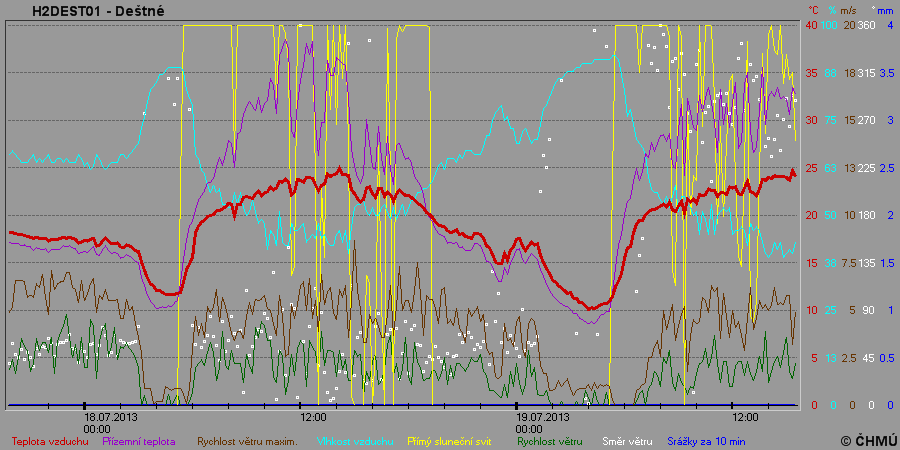 H2DEST01 - Deštné
°C % m/s ° mm
40 100 20 360 4
35 88 18 315 3.5
30 75 15 270 3
25 63 13 225 2.5
20 50 10 180 2
15 38 7.5 135 1.5
10 25 5 90 1
5 13 2.5 45 0.5
0 0 0 0 0
18.07.2013 12:00 19.07.2013 12:00
00:00 00:00
Teplota vzduchu Přízemní teplota Rychlost větru maxim. Vlhkost vzduchu Přímý sluneční svit Rychlost větru Směr větru Srážky za 10 min © ČHMÚ